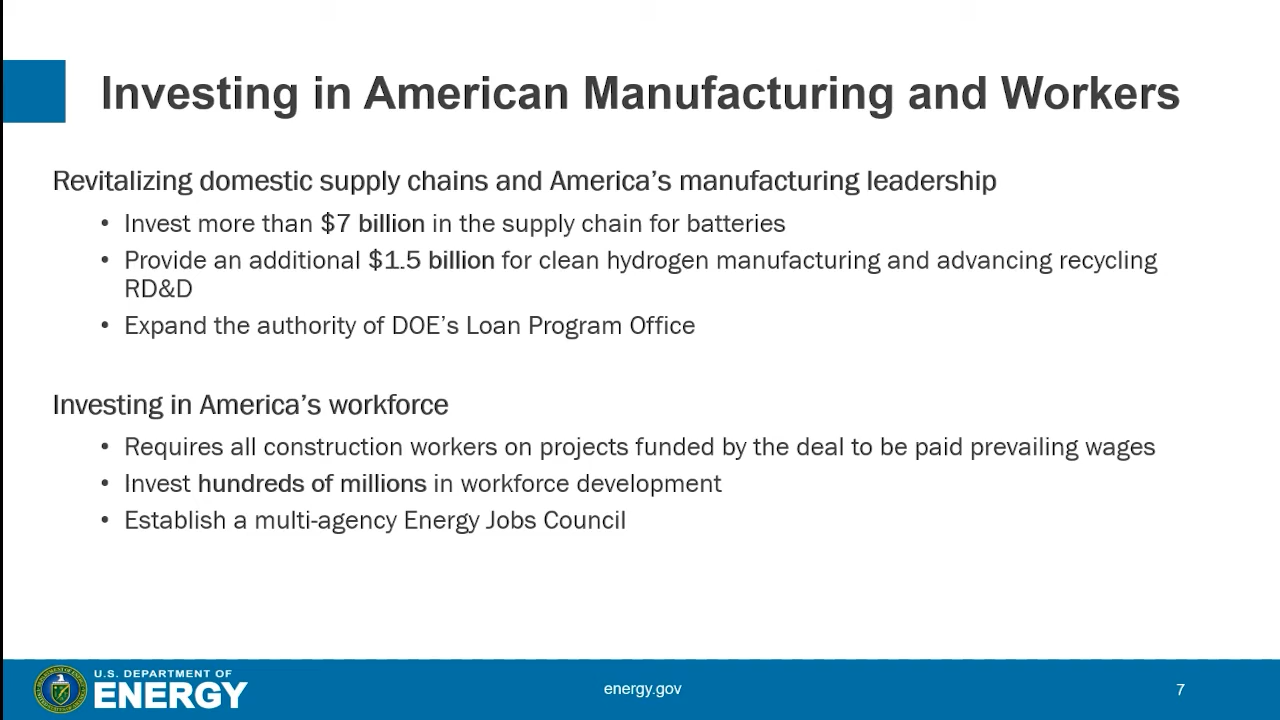 Investing in American Manufacturing and Workers
Revitalizing domestic supply chains and America’s manufacturing leadership
• Invest more than $7 billion in the supply chain for batteries
• Provide an additional $1.5 billion for clean hydrogen manufacturing and advancing recycling
RD&D
• Expand the authority of DOE’s Loan Program Office
Investing in America’s workforce
• Requires all construction workers on projects funded by the deal to be paid prevailing wages
• Invest hundreds of millions in workforce development
• Establish a multi-agency Energy Jobs Council
U.S. DEPARTMENT OF
ENERGY
energy.gov
7